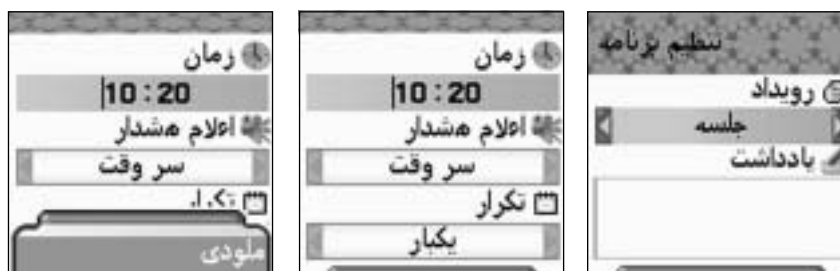 تنظیم برنامه
رویداد
جلسه
یادداشت
زمان
10:20
اعلام هشدار
سر وقت
تکرار
یکبار
زمان
10:20
اعلام هشدار
سر وقت
تکرار
ملودی